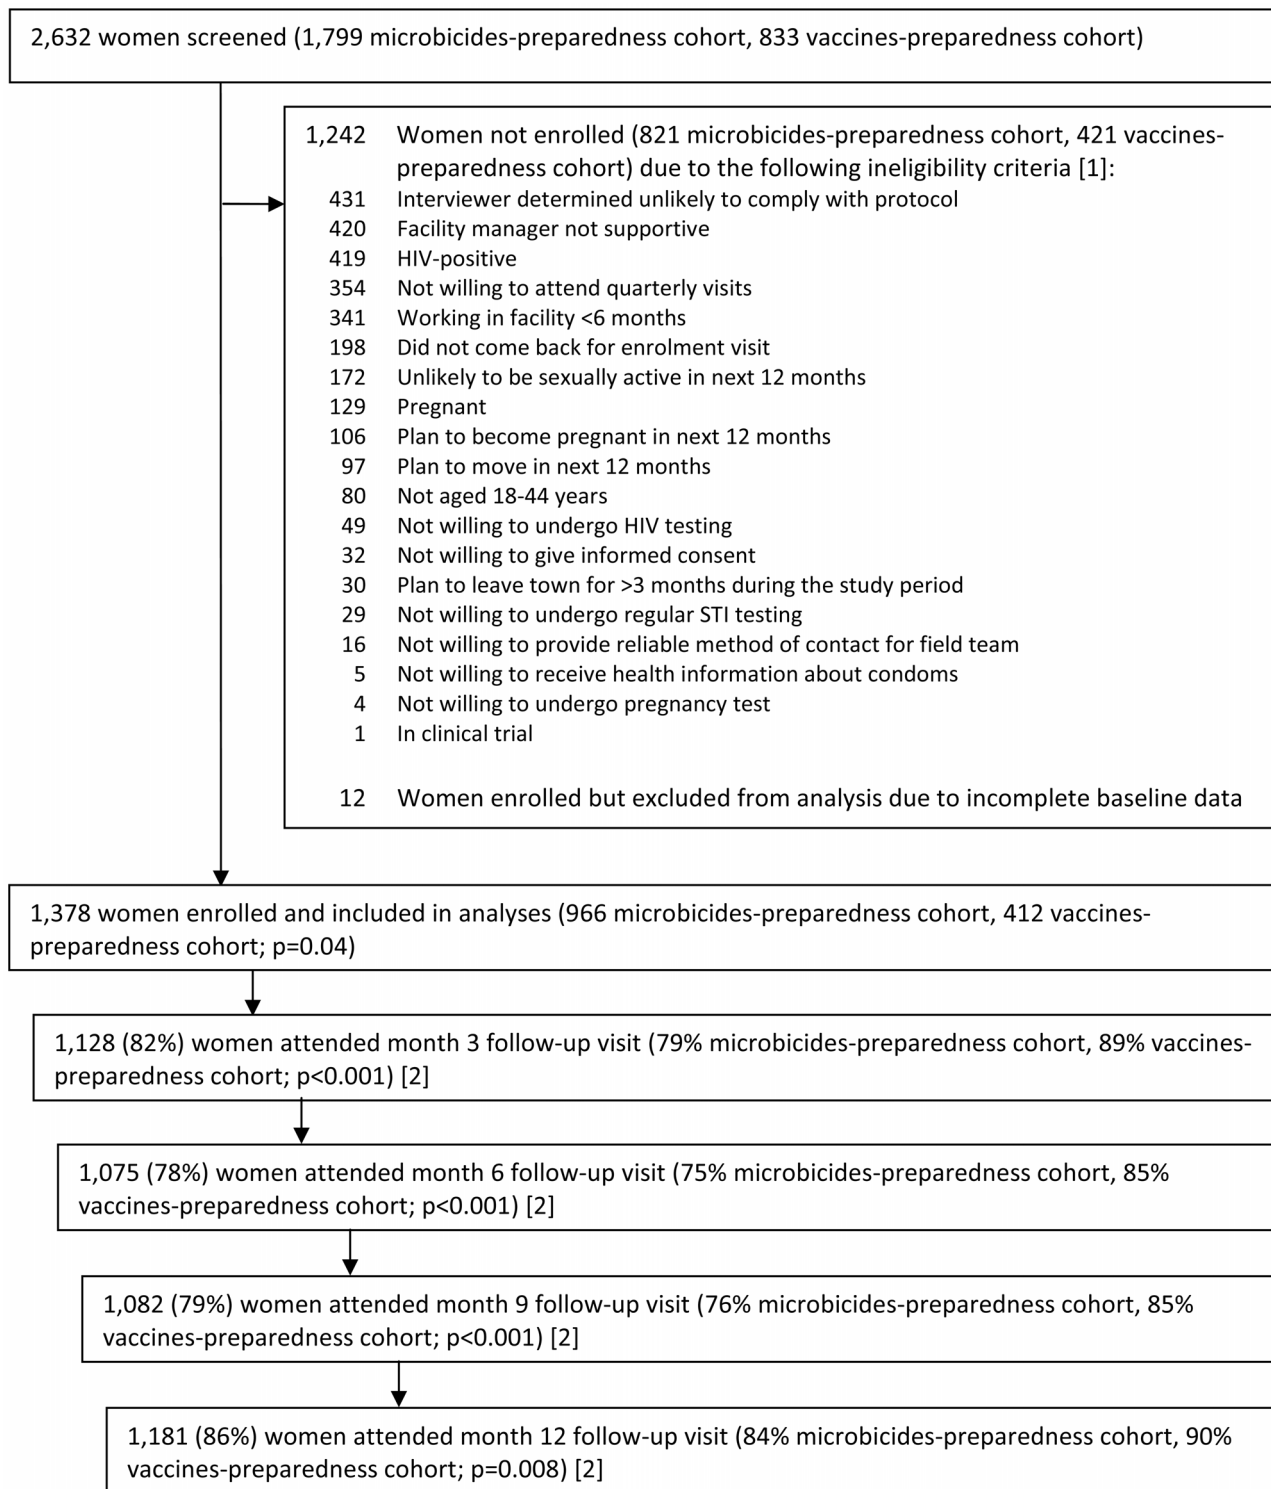 2,632 women screened (1,799 microbicides-preparedness cohort, 833 vaccines-preparedness cohort)
1,242 Women not enrolled (821 microbicides-preparedness cohort, 421 vaccines-
preparedness cohort) due to the following ineligibility criteria [1]:
431 Interviewer determined unlikely to comply with protocol
420 Facility manager not supportive
419 HIV-positive
354 Not willing to attend quarterly visits
341 Working in facility <6 months
198 Did not come back for enrolment visit
172 Unlikely to be sexually active in next 12 months
129 Pregnant
106 Plan to become pregnant in next 12 months
97 Plan to move in next 12 months
80 Not aged 18-44 years
49 Not willing to undergo HIV testing
32 Not willing to give informed consent
30 Plan to leave town for >3 months during the study period
29 Not willing to undergo regular STI testing
16 Not willing to provide reliable method of contact for field team
5 Not willing to receive health information about condoms
4 Not willing to undergo pregnancy test
1 In clinical trial
12 Women enrolled but excluded from analysis due to incomplete baseline data
1,378 women enrolled and included in analyses (966 microbicides-preparedness cohort, 412 vaccines-
preparedness cohort; p=0.04)
1,128 (82%) women attended month 3 follow-up visit (79% microbicides-preparedness cohort, 89% vaccines-
preparedness cohort; p<0.001) [2]
1,075 (78%) women attended month 6 follow-up visit (75% microbicides-preparedness cohort, 85%
vaccines-preparedness cohort; p<0.001) [2]
1,082 (79%) women attended month 9 follow-up visit (76% microbicides-preparedness cohort, 85%
vaccines-preparedness cohort; p<0.001) [2]
1,181 (86%) women attended month 12 follow-up visit (84% microbicides-preparedness cohort, 90%
vaccines-preparedness cohort; p=0.008) [2]